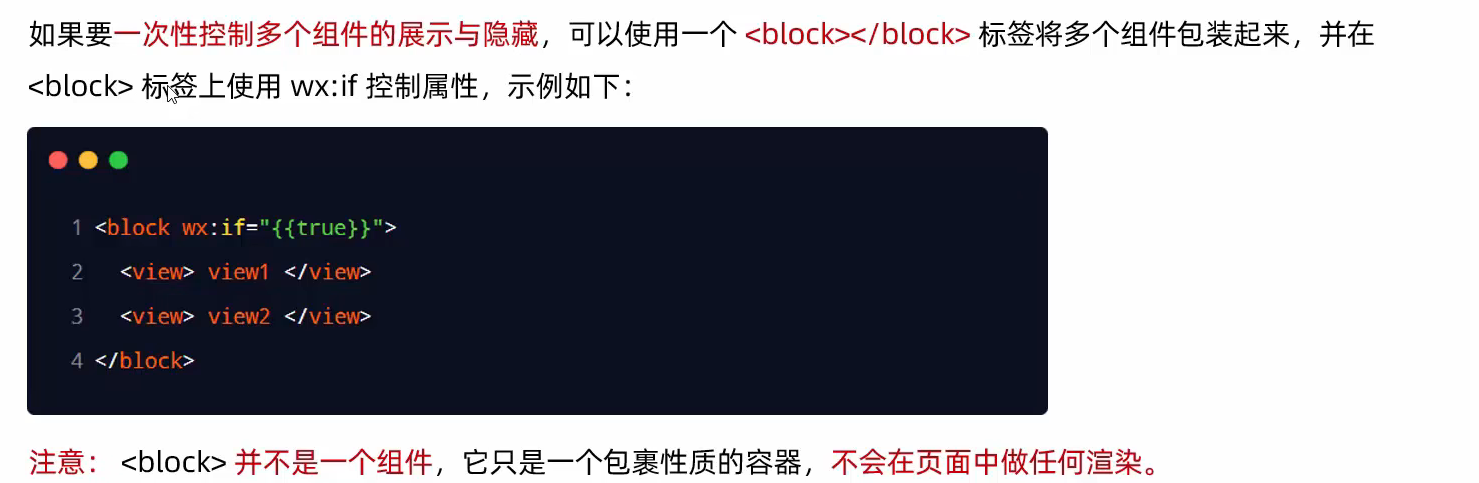 如果要一次性控制多个组件的展示与隐藏，可以使用一个 <block></block> 标签将多个组件包装起来，并在
<block> 标签上使用 wx:if 控制属性，示例如下：
1 <block wx:if="{{true}}">
2   <view> view1 </view>
3   <view> view2 </view>
4 </block>
注意： <block> 并不是一个组件，它只是一个包裹性质的容器，不会在页面中做任何渲染。